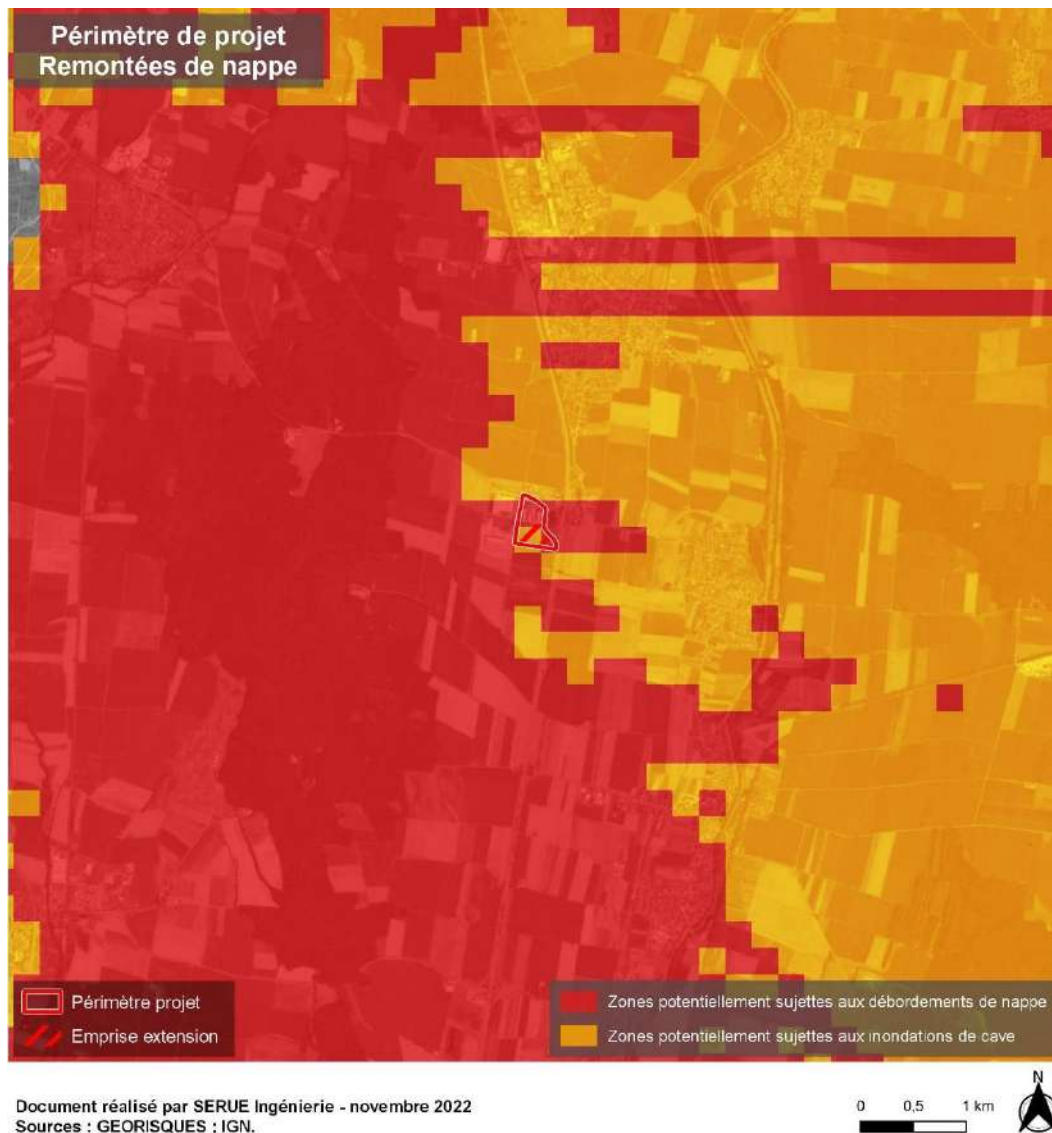 Périmètre de projet
Remontées de nappe
Périmètre projet
Emprise extension
Zones potentiellement sujettes aux débordements de nappe
Zones potentiellement sujettes aux inondations de cave
Document réalisé par SERUE Ingénierie - novembre 2022
Sources : GEORISQUES ; IGN.
0 0,5 1 km
N